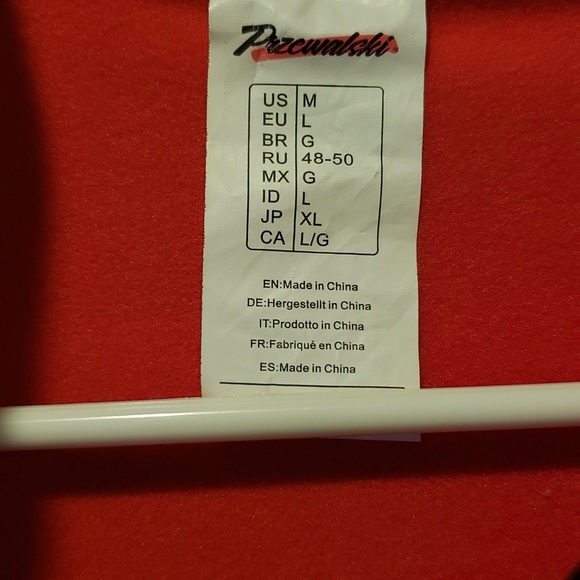 Przewalski
US M
EU L
BR G
RU 48-50
MX G
ID L
JP XL
CA L/G
EN:Made in China
DE:Hergestellt in China
IT:Prodotto in China
FR:Fabriqué en China
ES:Made in China